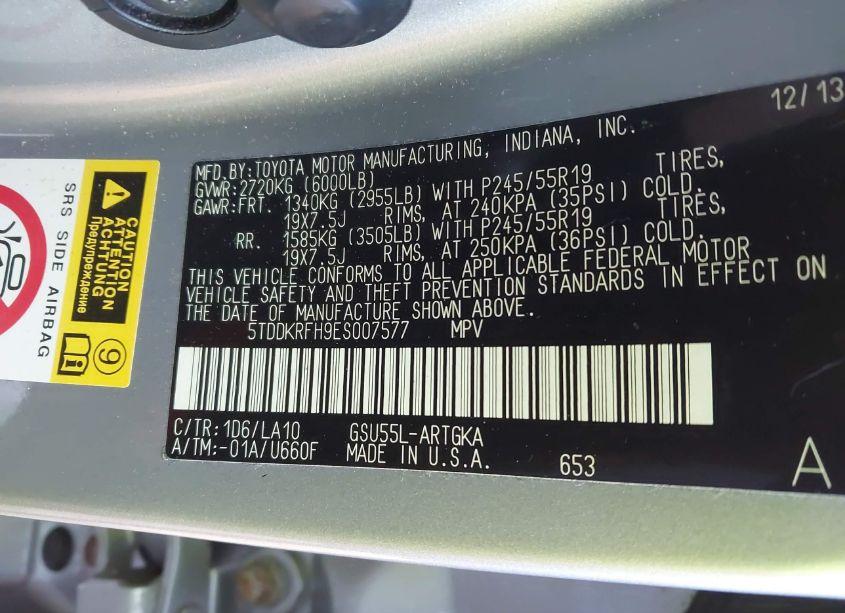 12/13
MFD.BY:TOYOTA MOTOR MANUFACTURING, INDIANA, INC.
GVWR:2720KG (6000LB)
GAWR:FRT. 1340KG (2955LB) WITH P245/55R19 TIRES,
19X7.5J RIMS, AT 240KPA (35PSI) COLD.
RR. 1585KG (3505LB) WITH P245/55R19 TIRES,
19X7.5J RIMS, AT 250KPA (36PSI) COLD.
THIS VEHICLE CONFORMS TO ALL APPLICABLE FEDERAL MOTOR
VEHICLE SAFETY AND THEFT PREVENTION STANDARDS IN EFFECT ON
THE DATE OF MANUFACTURE SHOWN ABOVE.
5TDDKRFH9ES007577 MPV
C/TR:1D6/LA10 GSU55L-ARTGKA
A/TM:-01A/U660F MADE IN U.S.A. 653 A
SRS SIDE AIRBAG
CAUTION
ATTENTION
ACHTUNG
Предупреждение
9